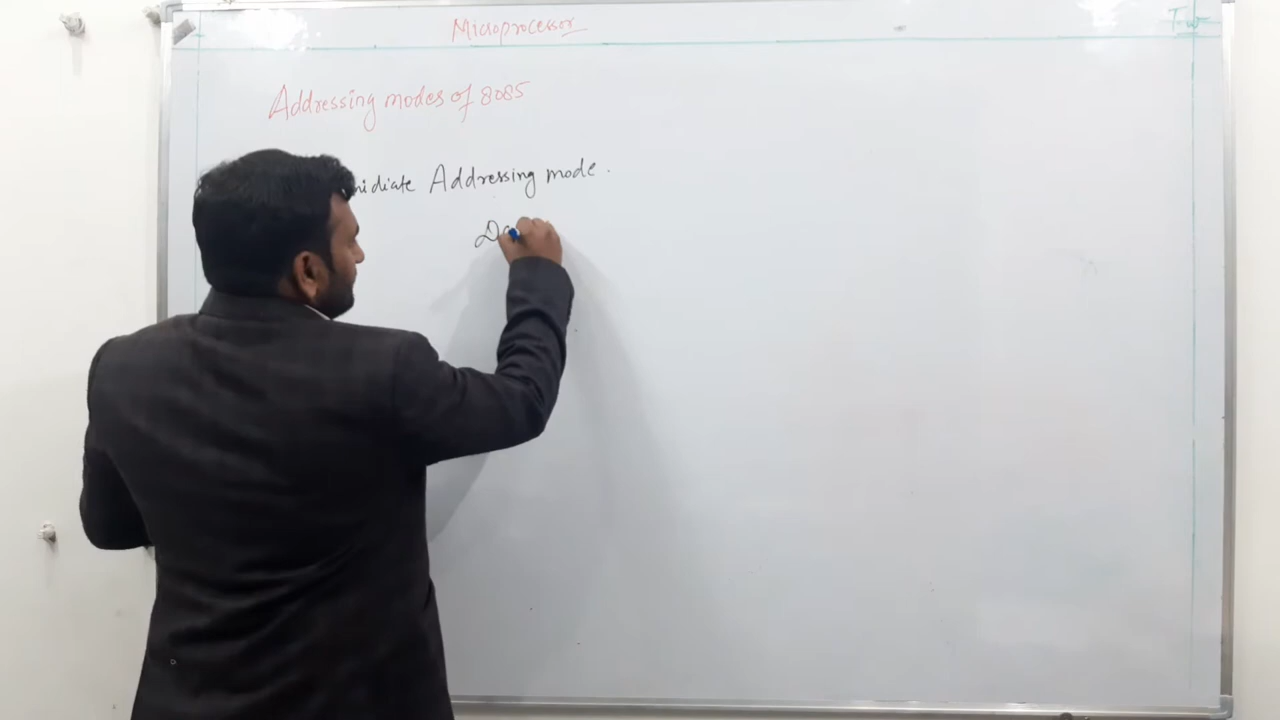 Microprocessor
Addressing modes of 8085
Addressing mode.